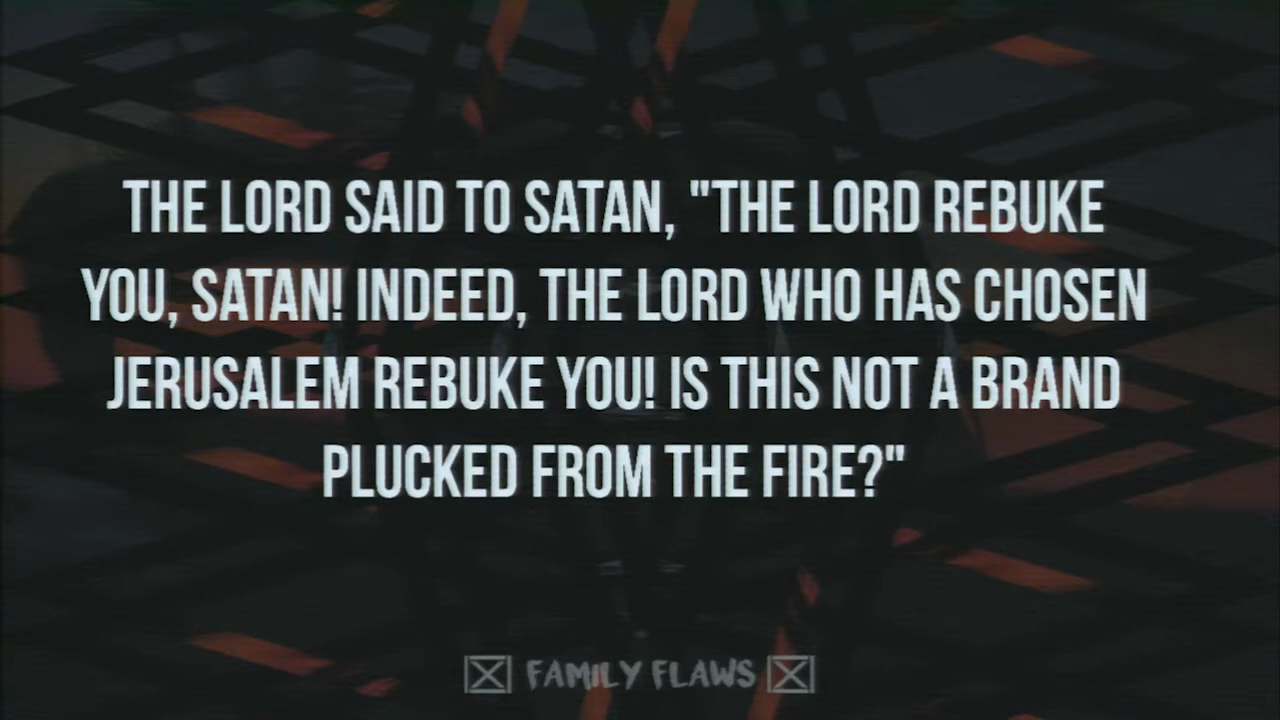 THE LORD SAID TO SATAN, "THE LORD REBUKE
YOU, SATAN! INDEED, THE LORD WHO HAS CHOSEN
JERUSALEM REBUKE YOU! IS THIS NOT A BRAND
PLUCKED FROM THE FIRE?"
FAMILY FLAWS